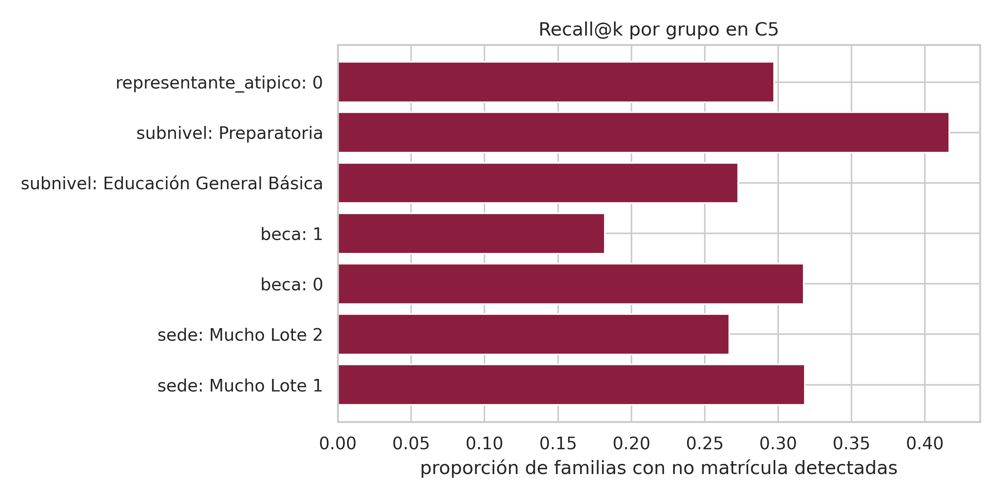 Recall@k por grupo en C5
representante_atipico: 0
subnivel: Preparatoria
subnivel: Educación General Básica
beca: 1
beca: 0
sede: Mucho Lote 2
sede: Mucho Lote 1
0.00 0.05 0.10 0.15 0.20 0.25 0.30 0.35 0.40
proporción de familias con no matrícula detectadas